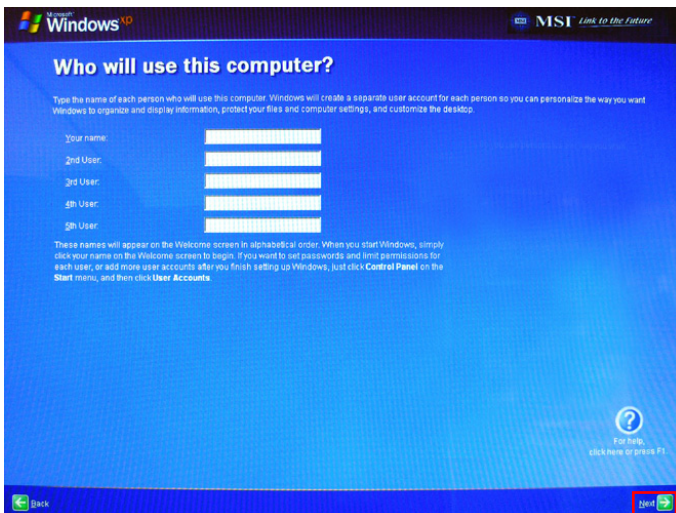 Microsoft
Windows xp
msi MSI Link to the Future
Who will use this computer?
Type the name of each person who will use this computer. Windows will create a separate user account for each person so you can personalize the way you want
Windows to organize and display information, protect your files and computer settings, and customize the desktop.
Your name:
2nd User:
3rd User:
4th User:
5th User:
These names will appear on the Welcome screen in alphabetical order. When you start Windows, simply
click your name on the Welcome screen to begin. If you want to set passwords and limit permissions for
each user, or add more user accounts after you finish setting up Windows, just click Control Panel on the
Start menu, and then click User Accounts.
?
For help,
click here or press F1
Back
Next